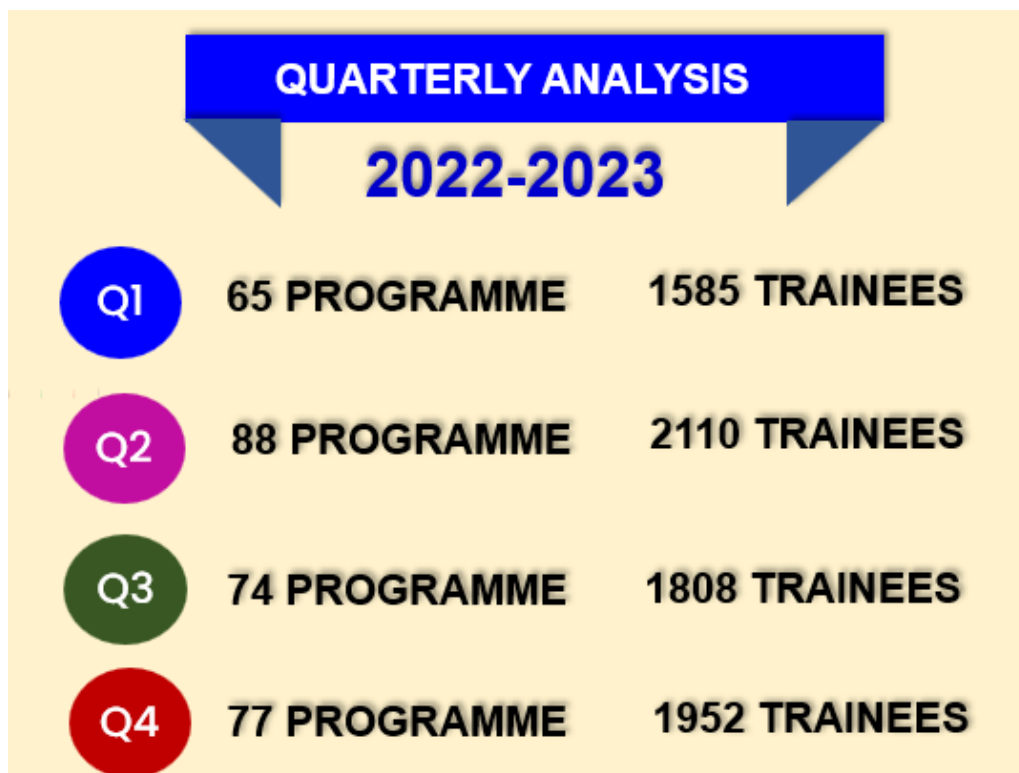 QUARTERLY ANALYSIS
2022-2023
Q1 65 PROGRAMME 1585 TRAINEES
Q2 88 PROGRAMME 2110 TRAINEES
Q3 74 PROGRAMME 1808 TRAINEES
Q4 77 PROGRAMME 1952 TRAINEES